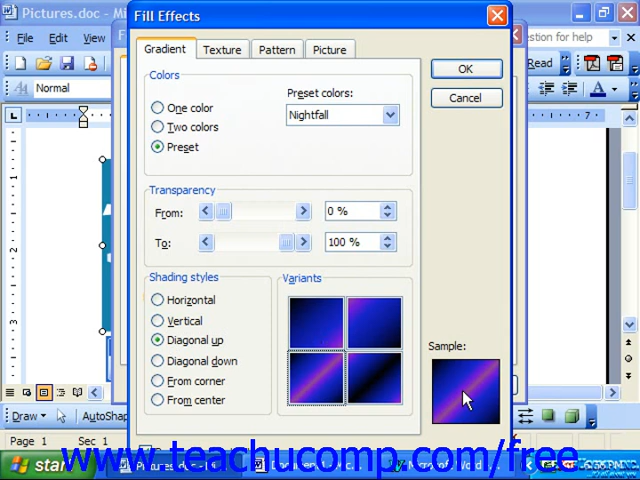 Pictures.doc - Mi
Fill Effects
File Edit View
stion for help
Gradient Texture Pattern Picture
Read
Normal
Colors
One color
Two colors
Preset
Preset colors:
Nightfall
OK
Cancel
7
Transparency
From: 0 %
To: 100 %
Shading styles
Horizontal
Vertical
Diagonal up
Diagonal down
From corner
From center
Variants
Sample:
Draw AutoShap
Page 1 Sec 1
www.teachucomp.com/free
start